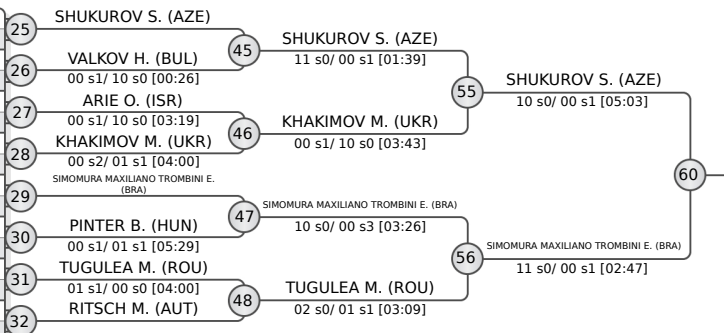 25
SHUKUROV S. (AZE)
26
VALKOV H. (BUL)
00 s1/ 10 s0 [00:26]
27
ARIE O. (ISR)
00 s1/ 10 s0 [03:19]
28
KHAKIMOV M. (UKR)
00 s2/ 01 s1 [04:00]
29
SIMOMURA MAXILIANO TROMBINI E.
(BRA)
30
PINTER B. (HUN)
00 s1/ 01 s1 [05:29]
31
TUGULEA M. (ROU)
01 s1/ 00 s0 [04:00]
32
RITSCH M. (AUT)
45
SHUKUROV S. (AZE)
11 s0/ 00 s1 [01:39]
46
KHAKIMOV M. (UKR)
00 s1/ 10 s0 [03:43]
47
SIMOMURA MAXILIANO TROMBINI E. (BRA)
10 s0/ 00 s3 [03:26]
48
TUGULEA M. (ROU)
02 s0/ 01 s1 [03:09]
55
SHUKUROV S. (AZE)
10 s0/ 00 s1 [05:03]
56
SIMOMURA MAXILIANO TROMBINI E. (BRA)
11 s0/ 00 s1 [02:47]
60